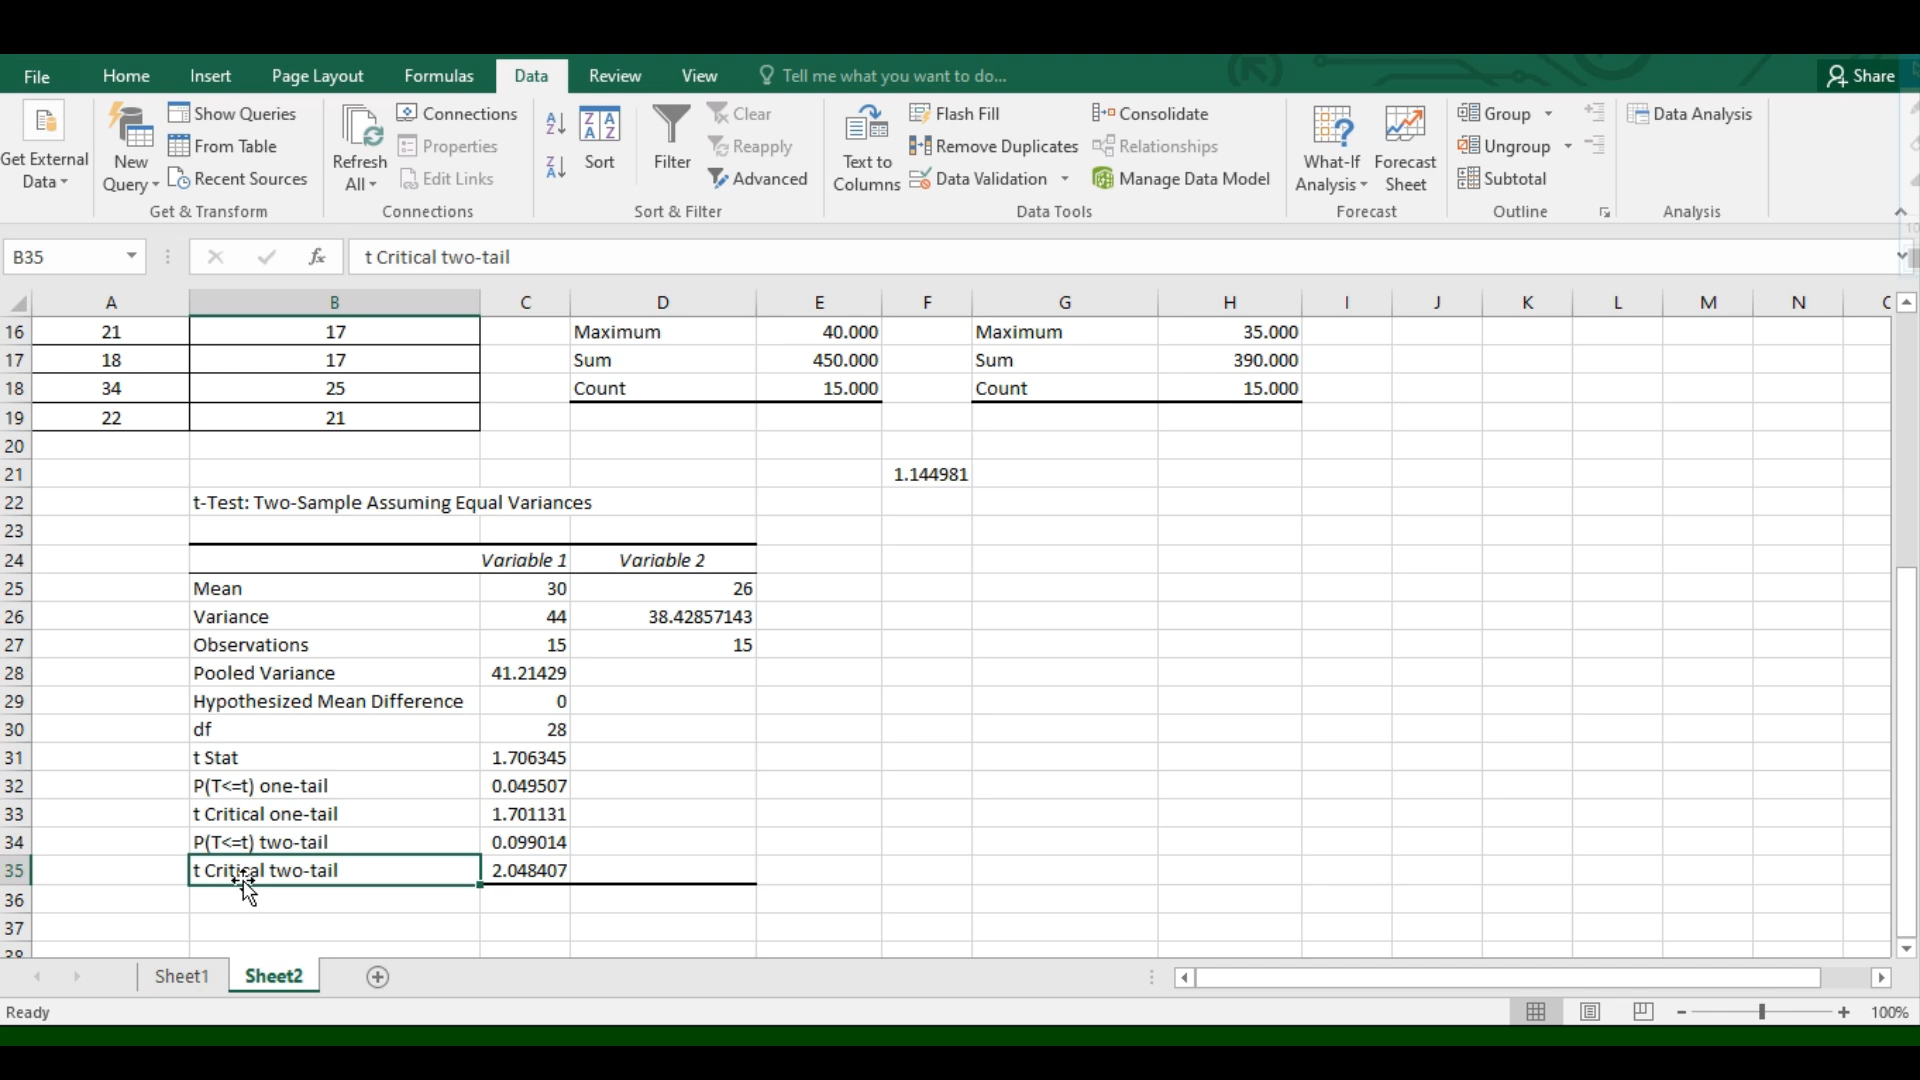 File Home Insert Page Layout Formulas Data Review View Tell me what you want to do... Share
Get External Data
New Query
Show Queries
From Table
Recent Sources
Get & Transform
Refresh All
Connections
Properties
Edit Links
Connections
Sort
Filter
Clear
Reapply
Advanced
Sort & Filter
Text to Columns
Flash Fill
Remove Duplicates
Data Validation
Consolidate
Relationships
Manage Data Model
Data Tools
What-If Analysis
Forecast Sheet
Forecast
Group
Ungroup
Subtotal
Outline
Data Analysis
Analysis
B35 fx t Critical two-tail
A B C D E F G H I J K L M N
16 21 17 Maximum 40.000 Maximum 35.000
17 18 17 Sum 450.000 Sum 390.000
18 34 25 Count 15.000 Count 15.000
19 22 21
20
21 1.144981
22 t-Test: Two-Sample Assuming Equal Variances
23
24 Variable 1 Variable 2
25 Mean 30 26
26 Variance 44 38.42857143
27 Observations 15 15
28 Pooled Variance 41.21429
29 Hypothesized Mean Difference 0
30 df 28
31 t Stat 1.706345
32 P(T<=t) one-tail 0.049507
33 t Critical one-tail 1.701131
34 P(T<=t) two-tail 0.099014
35 t Critical two-tail 2.048407
36
37
Sheet1 Sheet2
Ready 100%